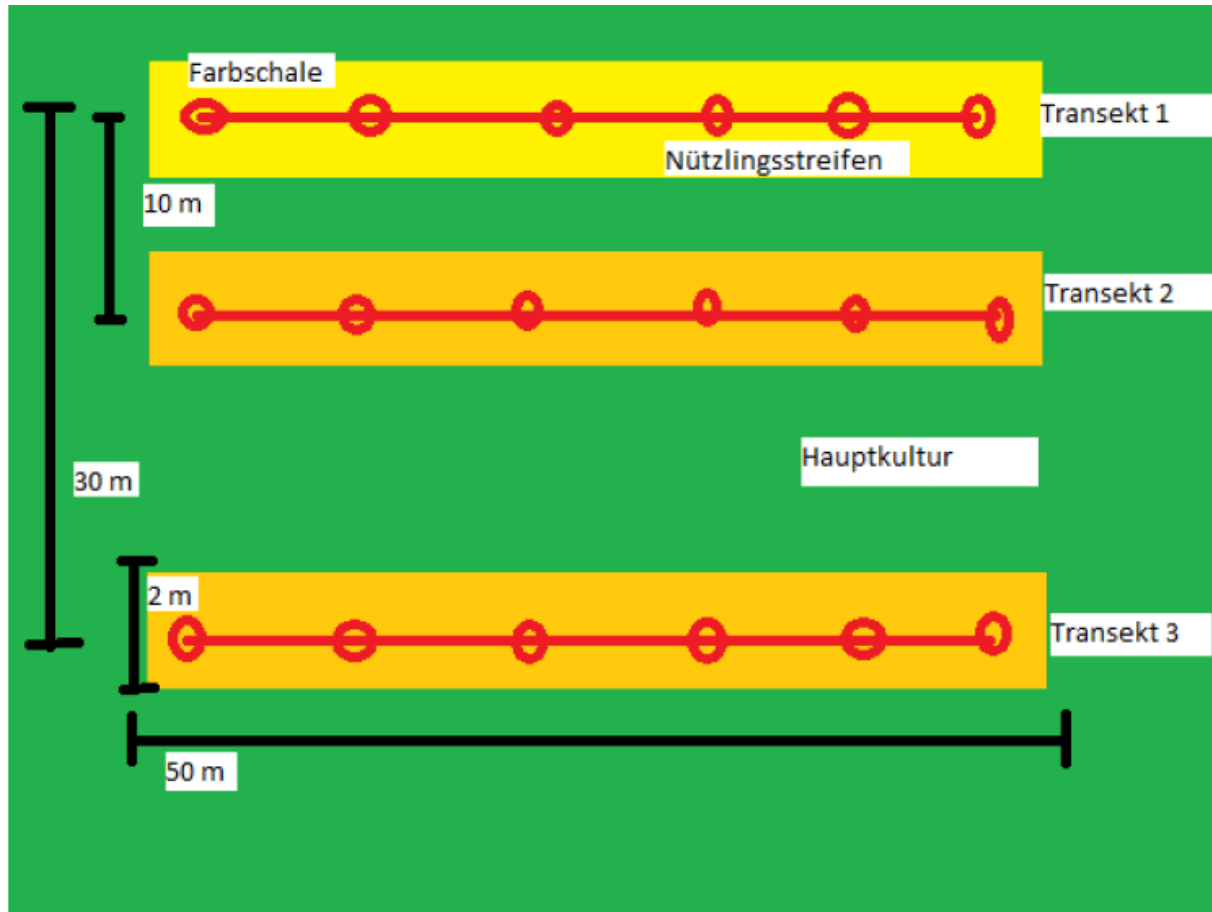 Farbschale
Transekt 1
Nützlingsstreifen
10 m
Transekt 2
Hauptkultur
30 m
2 m
Transekt 3
50 m